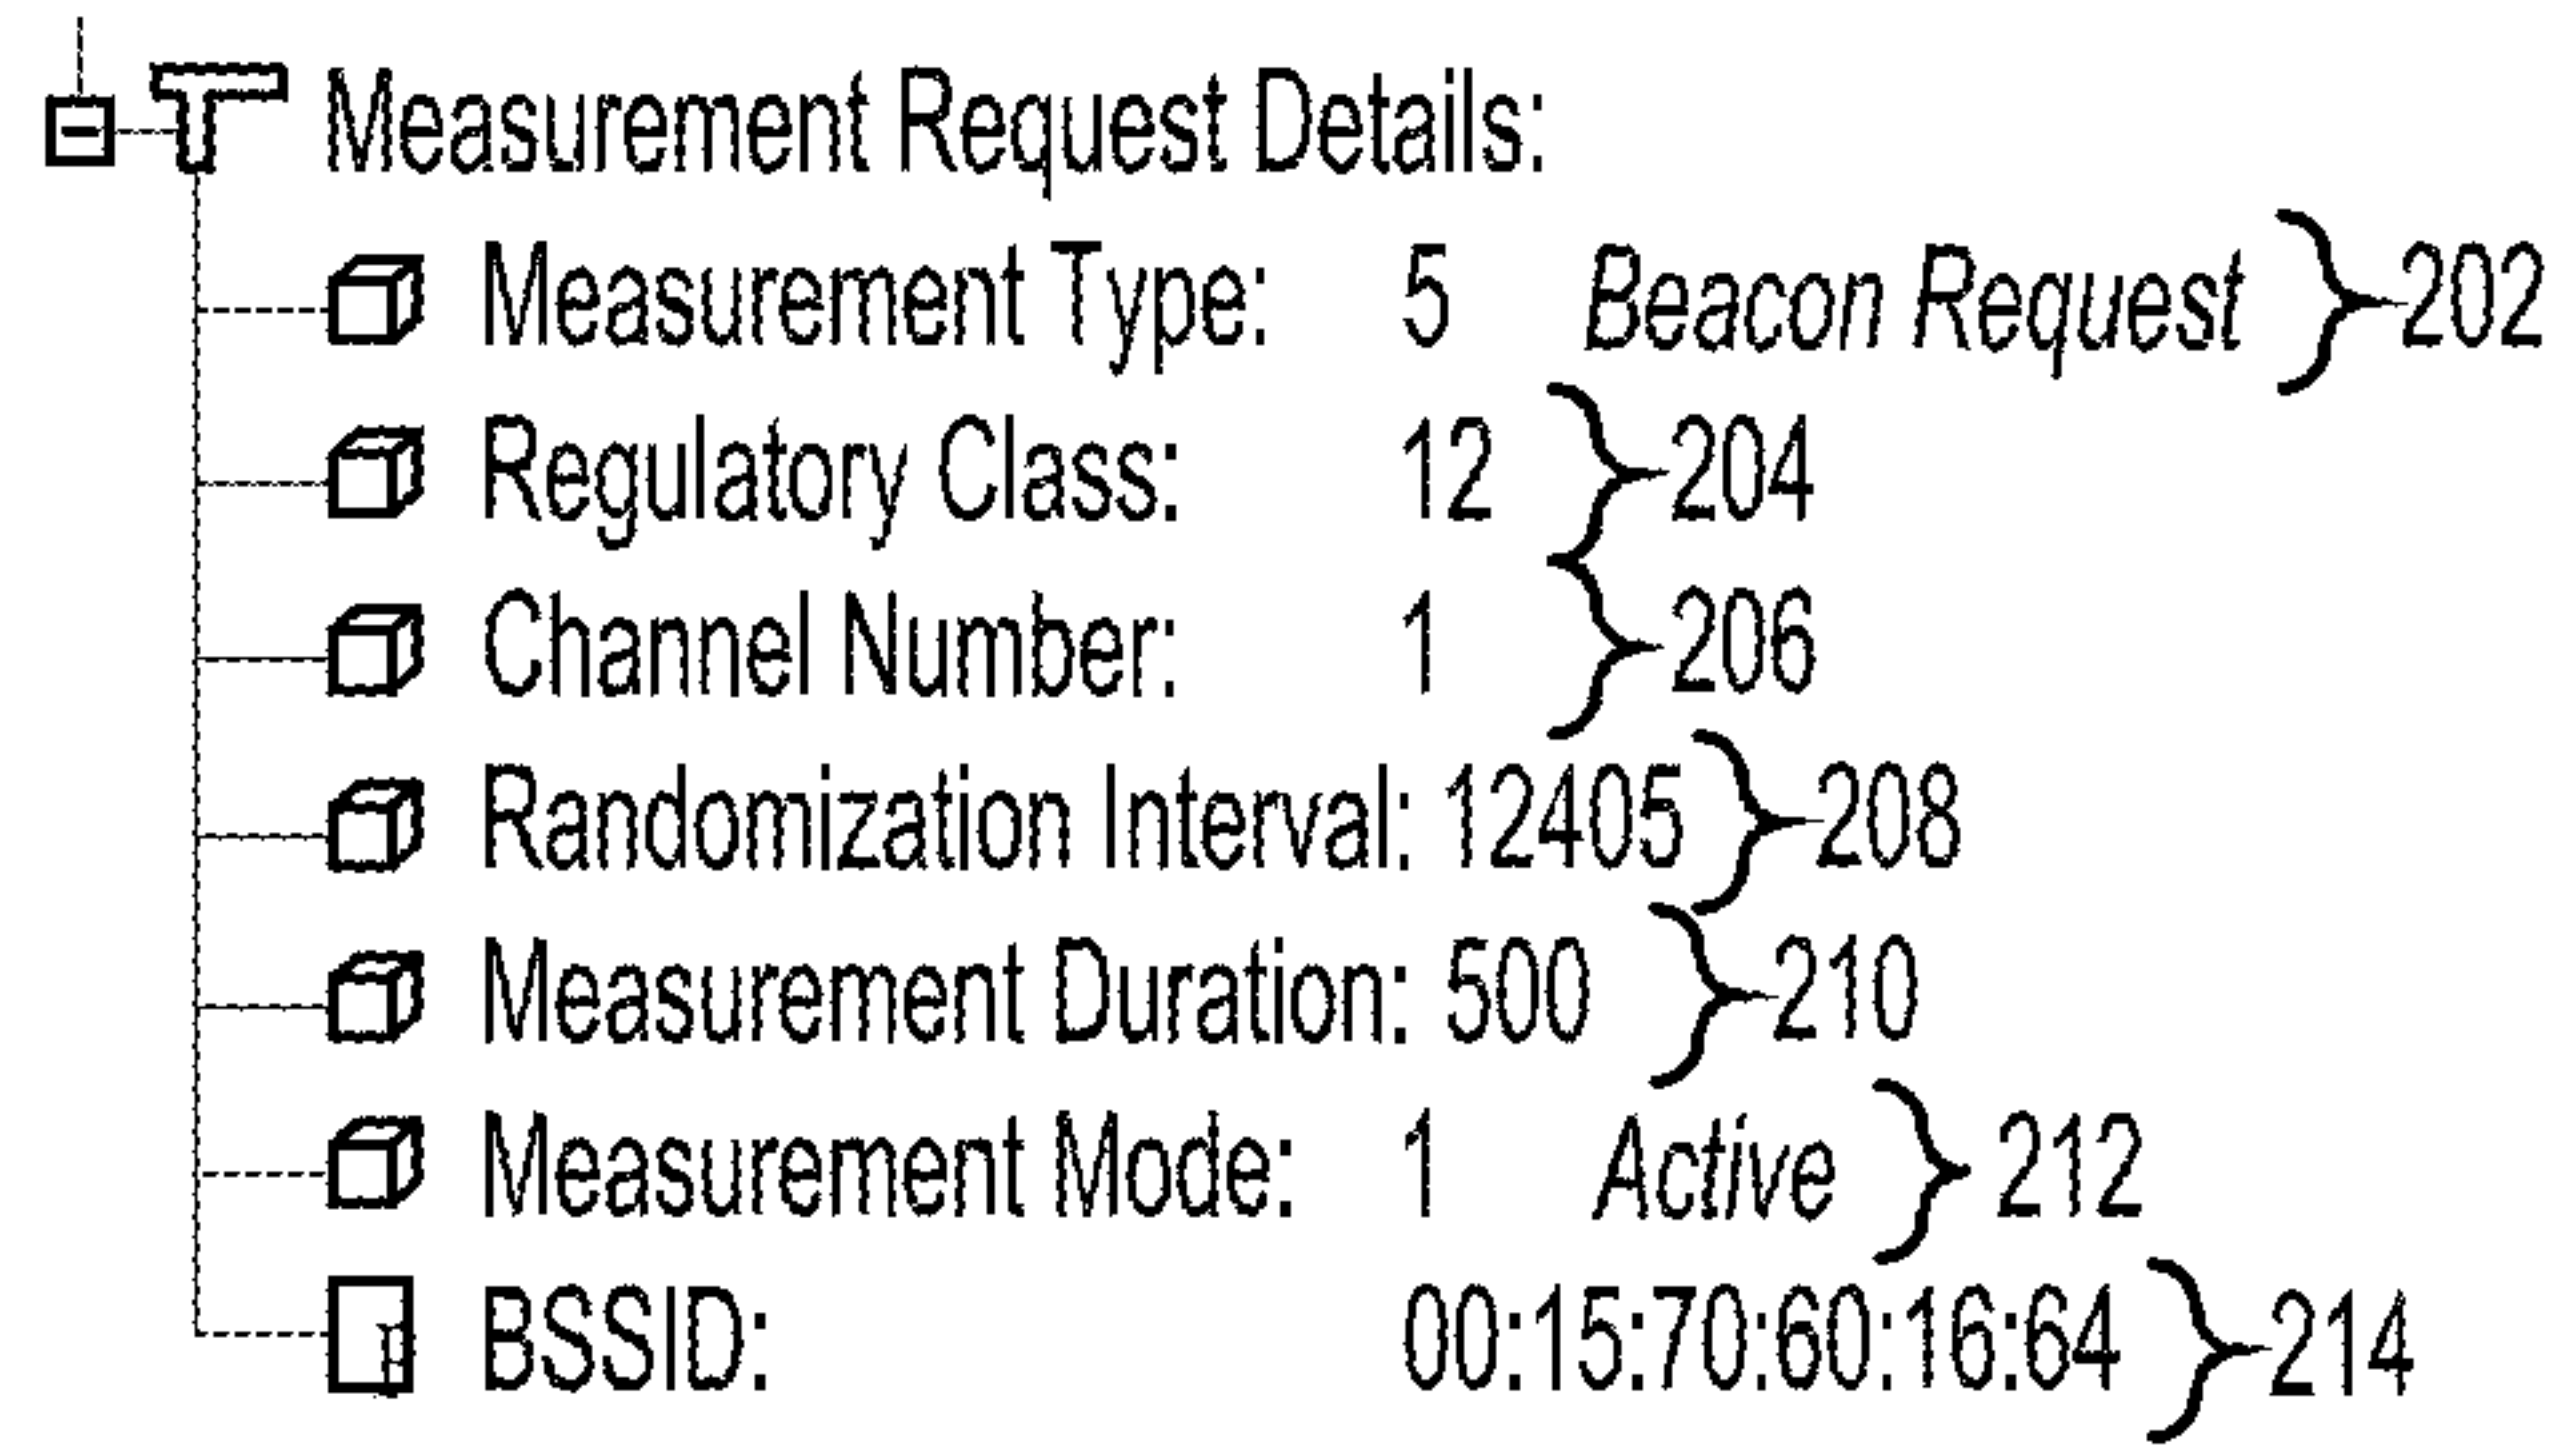 Measurement Request Details:
Measurement Type: 5 Beacon Request 202
Regulatory Class: 12 204
Channel Number: 1 206
Randomization Interval: 12405 208
Measurement Duration: 500 210
Measurement Mode: 1 Active 212
BSSID: 00:15:70:60:16:64 214